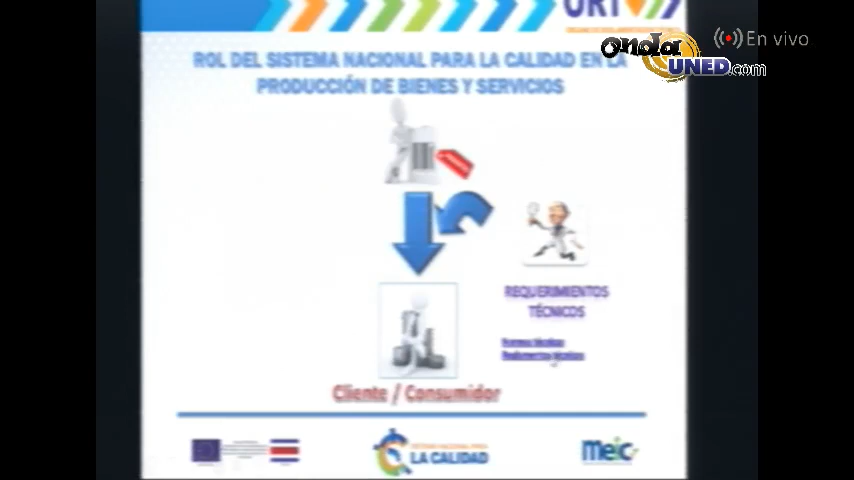 En vivo
onda
UNED.com
ROL DEL SISTEMA NACIONAL PARA LA CALIDAD EN LA
PRODUCCIÓN DE BIENES Y SERVICIOS
REQUERIMIENTOS
TÉCNICOS
Normas técnicas
Reglamentos técnicos
Cliente / Consumidor
LA CALIDAD
meic